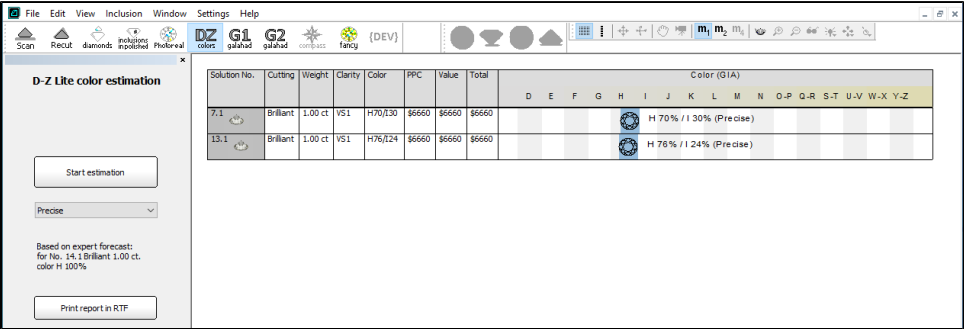 File Edit View Inclusion Window Settings Help
Scan Recut diamonds inclusions inpolished Photoreal DZ colors G1 galahad G2 galahad compass fancy {DEV} m1 m2 m4
D-Z Lite color estimation
Start estimation
Precise
Based on expert forecast:
for No. 14.1 Brilliant 1.00 ct.
color H 100%
Print report in RTF
Solution No. Cutting Weight Clarity Color PPC Value Total Color (GIA)
D E F G H I J K L M N O-P Q-R S-T U-V W-X Y-Z
7.1 Brilliant 1.00 ct VS1 H70/I30 $6660 $6660 $6660 H 70% / I 30% (Precise)
13.1 Brilliant 1.00 ct VS1 H76/I24 $6660 $6660 $6660 H 76% / I 24% (Precise)